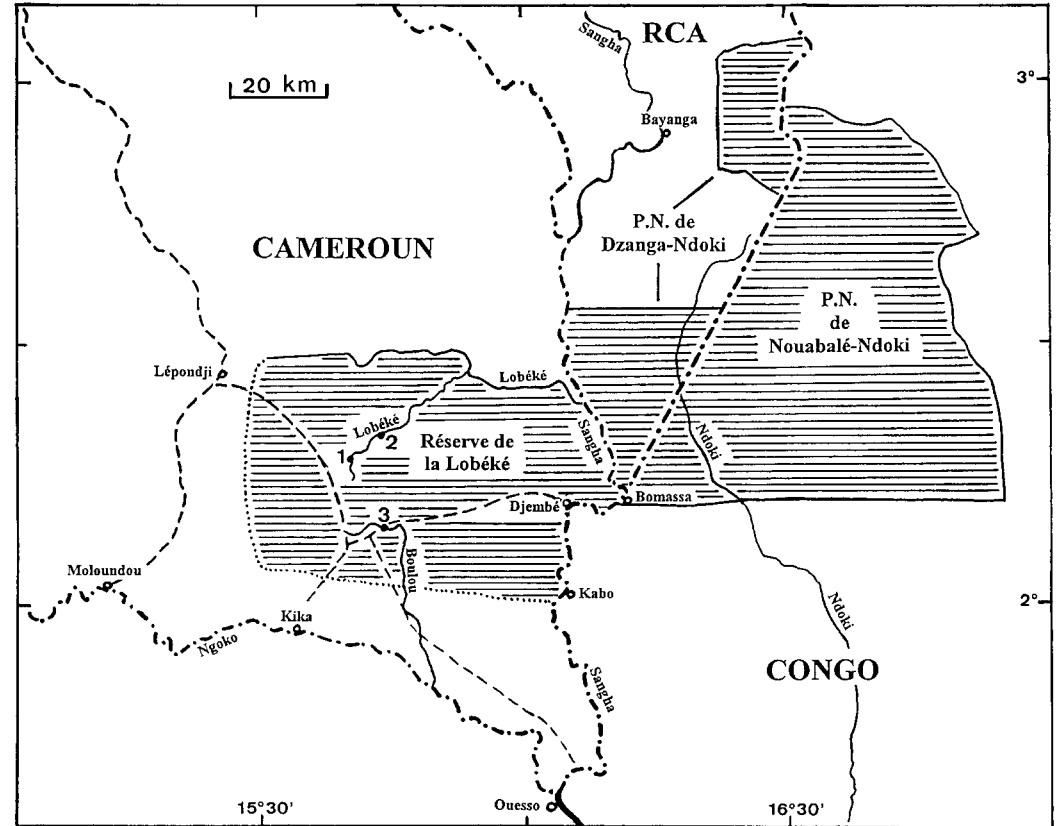 Sangha
RCA
20 km
3°
Bayanga
P.N. de
Dzanga-Ndoki
CAMEROUN
P.N.
de
Nouabalé-Ndoki
Lépondji
Lobéké
Lobéké
2
1
Réserve de
la Lobéké
Sangha
Ndoki
Djembé
Bomassa
3
Boulou
Moloundou
Kabo
2°
Kika
Ngoko
Ndoki
CONGO
Sangha
Ouesso
15°30'
16°30'